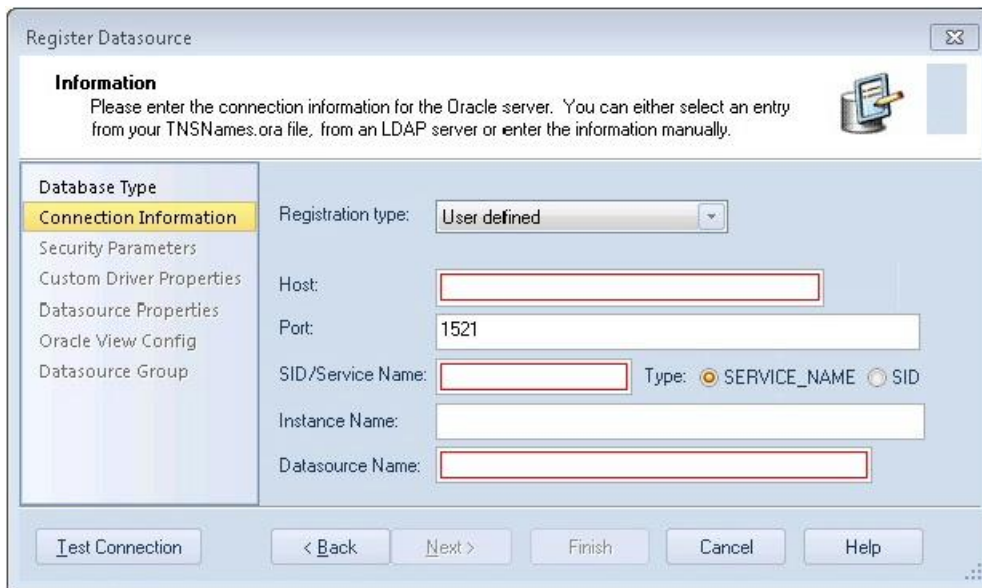 Register Datasource
Information
Please enter the connection information for the Oracle server. You can either select an entry
from your TNSNames.ora file, from an LDAP server or enter the information manually.
Database Type
Connection Information
Security Parameters
Custom Driver Properties
Datasource Properties
Oracle View Config
Datasource Group
Registration type: User defined
Host:
Port: 1521
SID/Service Name: Type: SERVICE_NAME SID
Instance Name:
Datasource Name:
Test Connection < Back Next > Finish Cancel Help